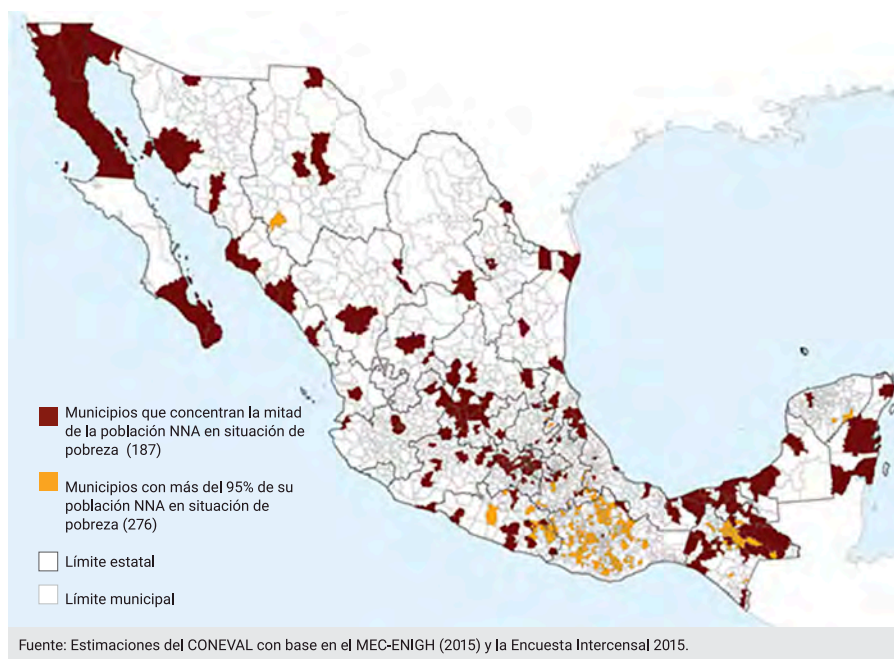 Municipios que concentran la mitad
de la población NNA en situación de
pobreza (187)
Municipios con más del 95% de su
población NNA en situación de
pobreza (276)
Límite estatal
Límite municipal
Fuente: Estimaciones del CONEVAL con base en el MEC-ENIGH (2015) y la Encuesta Intercensal 2015.